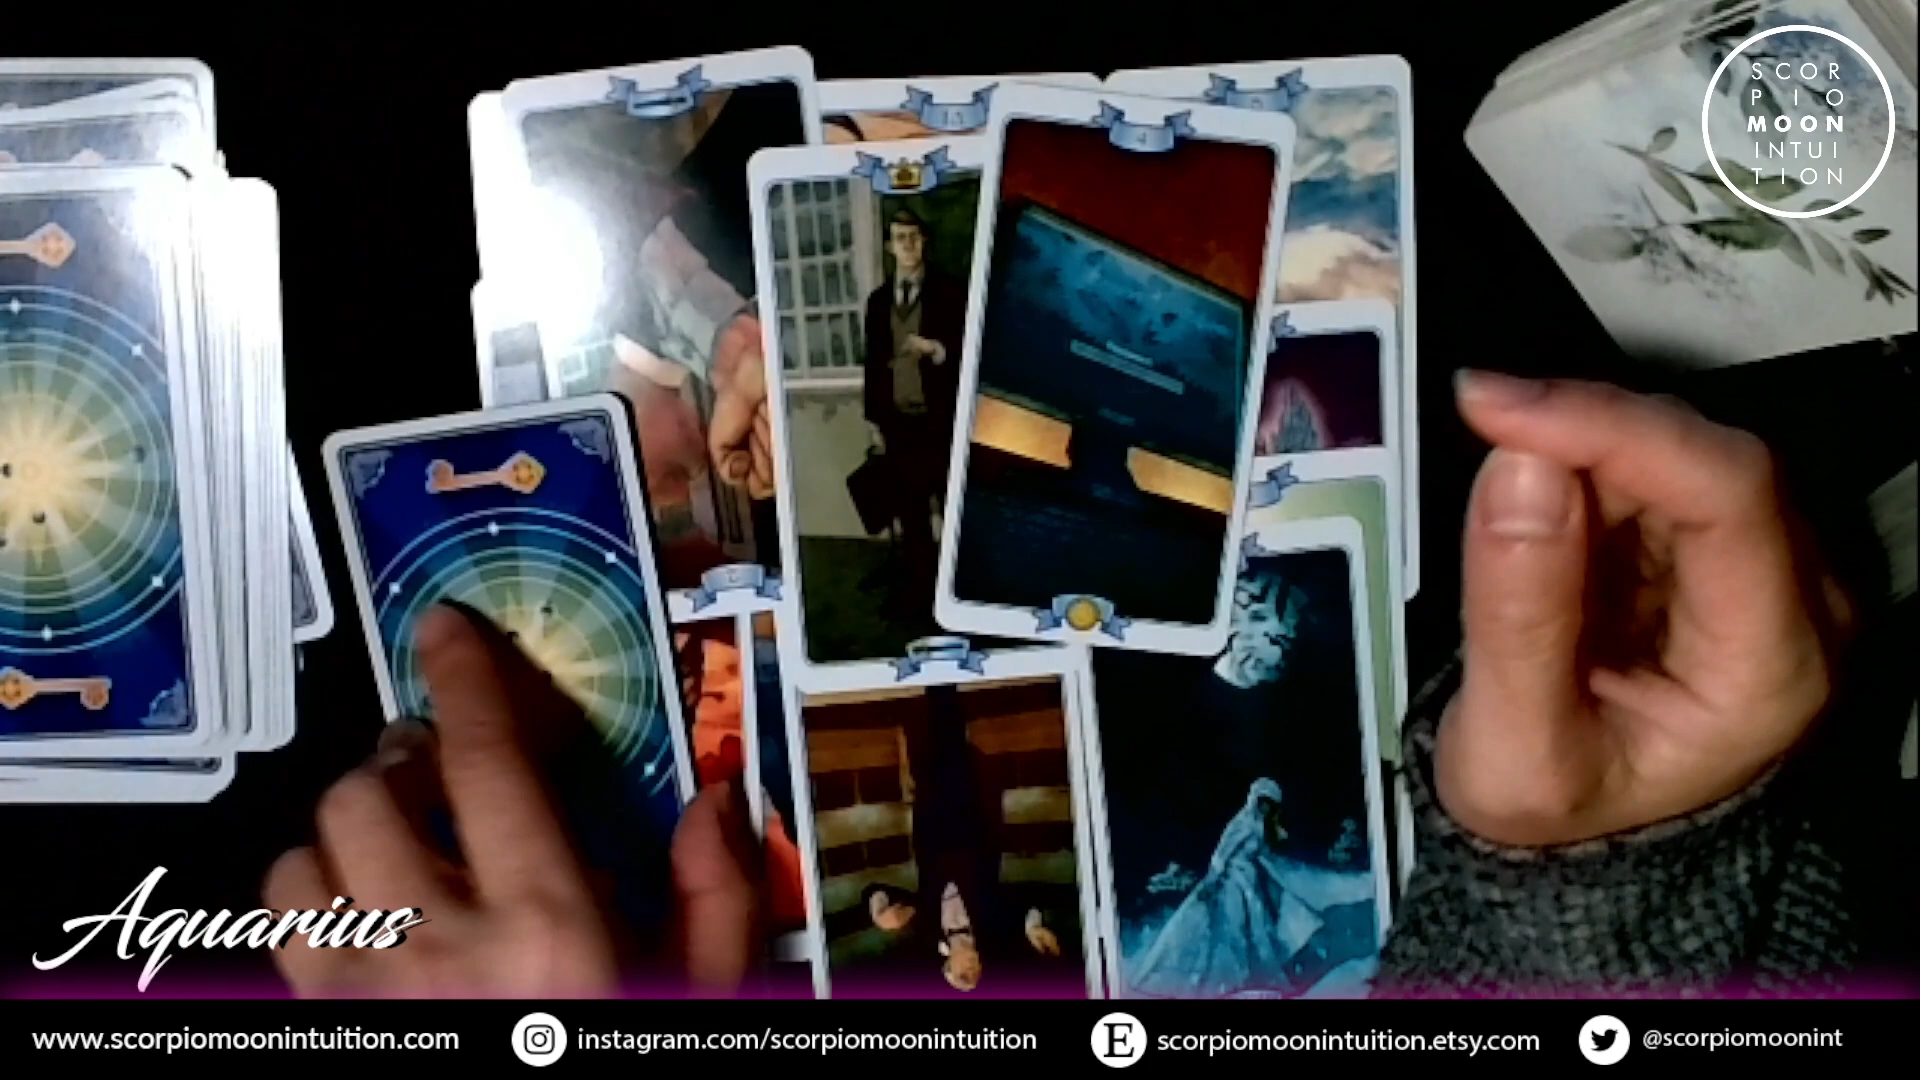 SCOR
PIO
MOON
INTUI
TION
Aquarius
www.scorpiomoonintuition.com
instagram.com/scorpiomoonintuition
E
scorpiomoonintuition.etsy.com
@scorpiomoonint